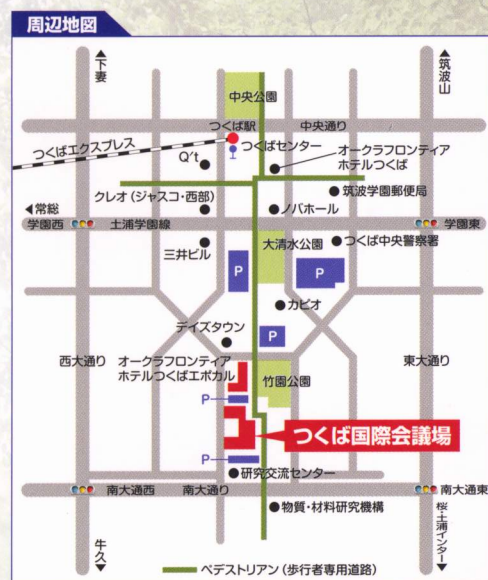 周辺地図
▲下妻
▲筑波山
中央公園
つくば駅
中央通り
つくばエクスプレス
つくばセンター
オークラフロンティア
ホテルつくば
Q't
筑波学園郵便局
クレオ(ジャスコ・西部)
◀常総
ノバホール
学園西
土浦学園線
学園東
大清水公園
つくば中央警察署
三井ビル
P
P
カピオ
デイズタウン
P
西大通り
オークラフロンティア
ホテルつくばエポカル
東大通り
竹園公園
P
つくば国際会議場
P
研究交流センター
南大通西
南大通り
南大通東
物質・材料研究機構
牛久▼
桜・土浦インター▼
ペデストリアン(歩行者専用道路)